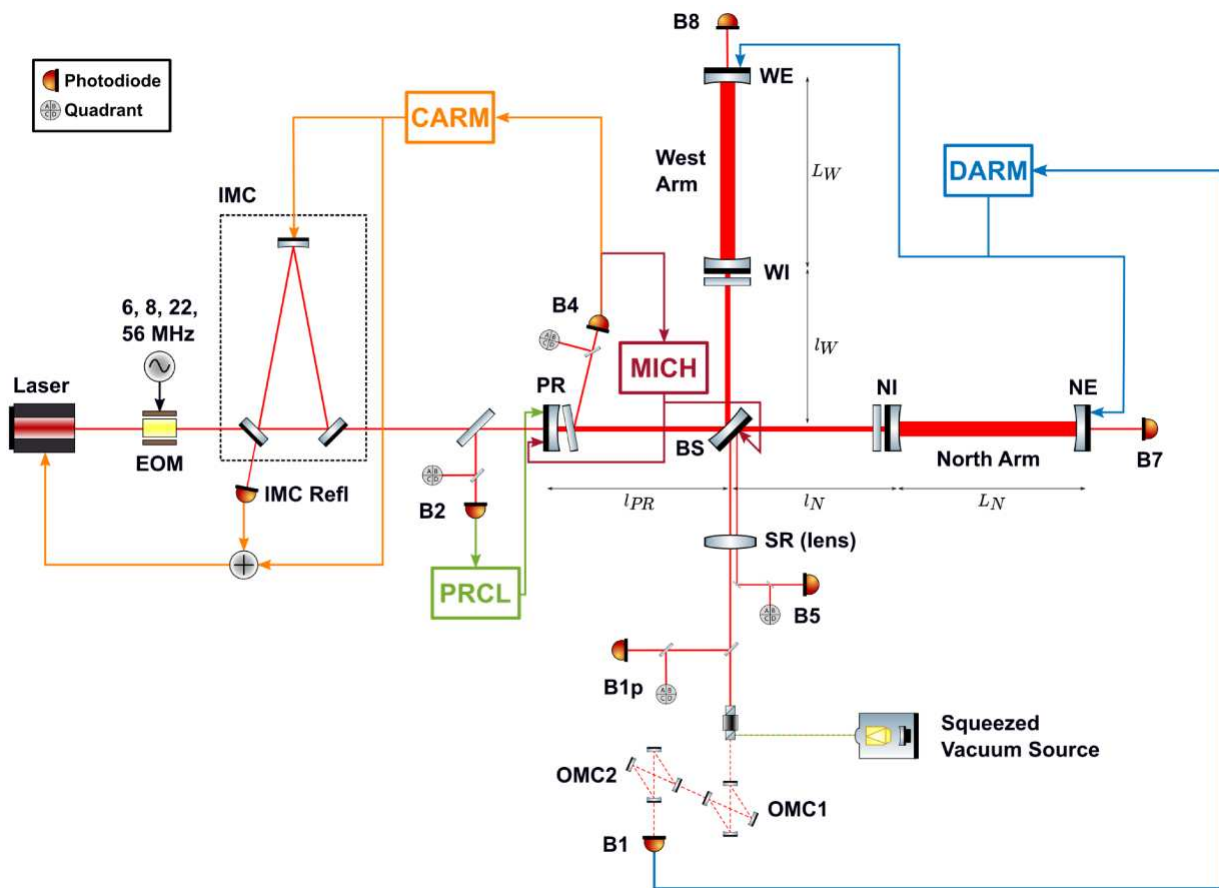 B8
Photodiode
Quadrant
WE
CARM
West
Arm
L_W
DARM
IMC
WI
6, 8, 22,
56 MHz
B4
MICH
l_W
Laser
PR
NI
NE
EOM
BS
North Arm
B7
IMC Refl
B2
l_PR
l_N
L_N
SR (lens)
PRCL
B5
B1p
Squeezed
Vacuum Source
OMC2
OMC1
B1